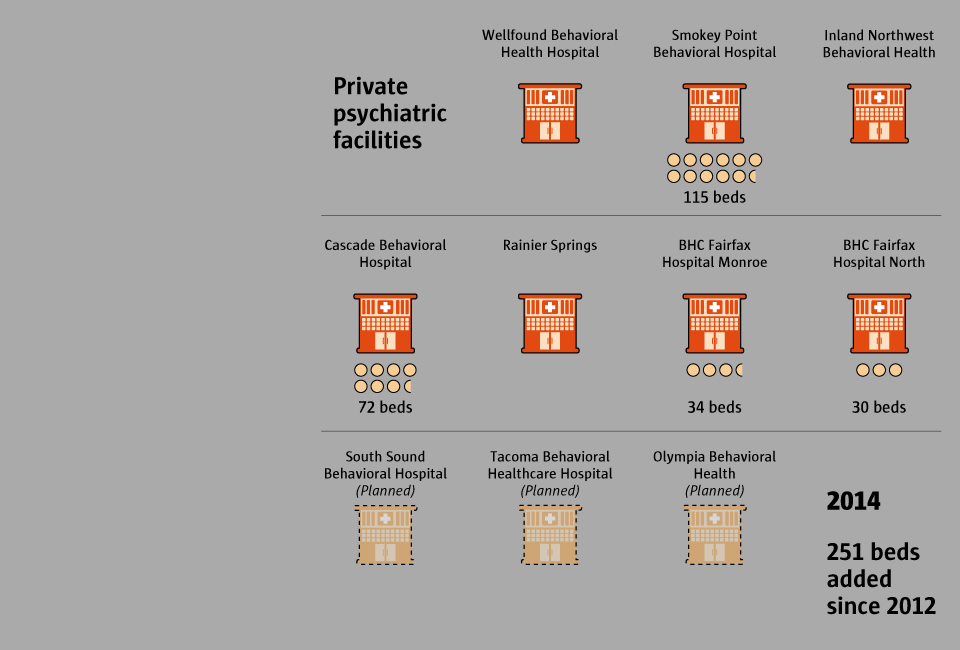 Private
psychiatric
facilities
Wellfound Behavioral
Health Hospital
Smokey Point
Behavioral Hospital
115 beds
Inland Northwest
Behavioral Health
Cascade Behavioral
Hospital
72 beds
Rainier Springs
BHC Fairfax
Hospital Monroe
34 beds
BHC Fairfax
Hospital North
30 beds
South Sound
Behavioral Hospital
(Planned)
Tacoma Behavioral
Healthcare Hospital
(Planned)
Olympia Behavioral
Health
(Planned)
2014
251 beds
added
since 2012